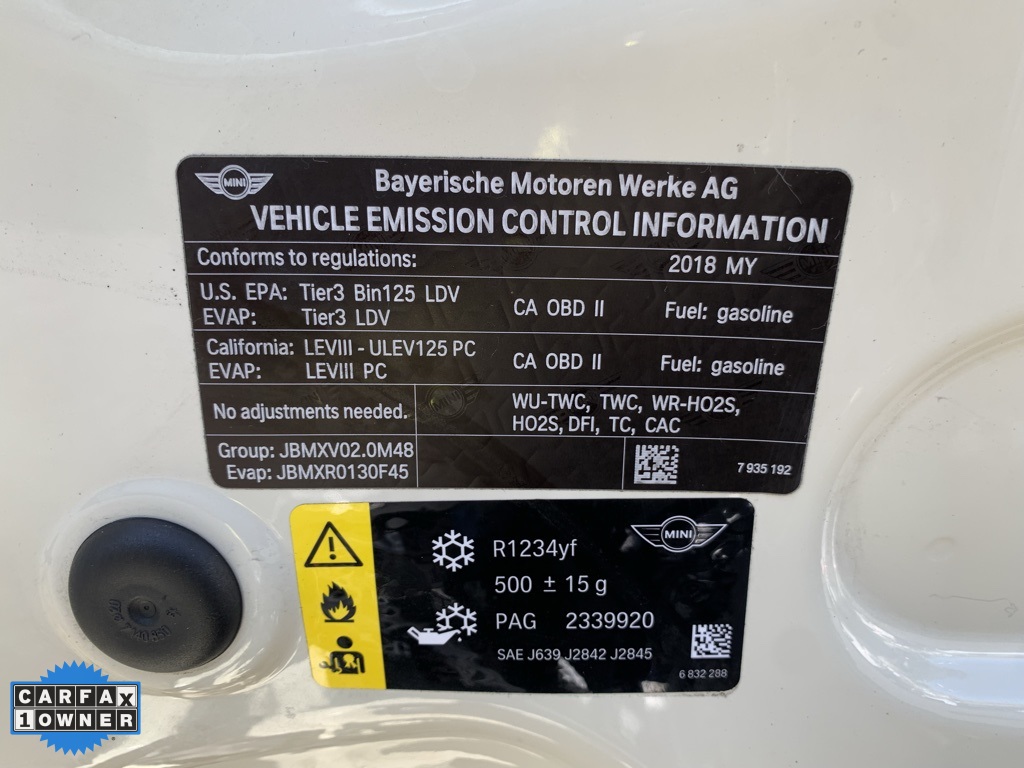 MINI
Bayerische Motoren Werke AG
VEHICLE EMISSION CONTROL INFORMATION
Conforms to regulations: 2018 MY
U.S. EPA: Tier3 Bin125 LDV
EVAP: Tier3 LDV
CA OBD II Fuel: gasoline
California: LEVIII - ULEV125 PC
EVAP: LEVIII PC
CA OBD II Fuel: gasoline
No adjustments needed.
WU-TWC, TWC, WR-HO2S,
HO2S, DFI, TC, CAC
Group: JBMXV02.0M48
Evap: JBMXR0130F45
7 935 192
MINI
R1234yf
500 ± 15 g
PAG 2339920
SAE J639 J2842 J2845
6 832 288
CARFAX
1 OWNER